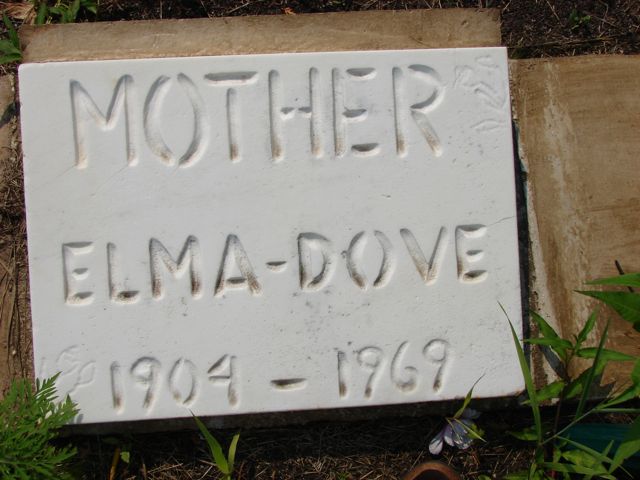 MOTHER
ELMA-DOVE
1904 - 1969